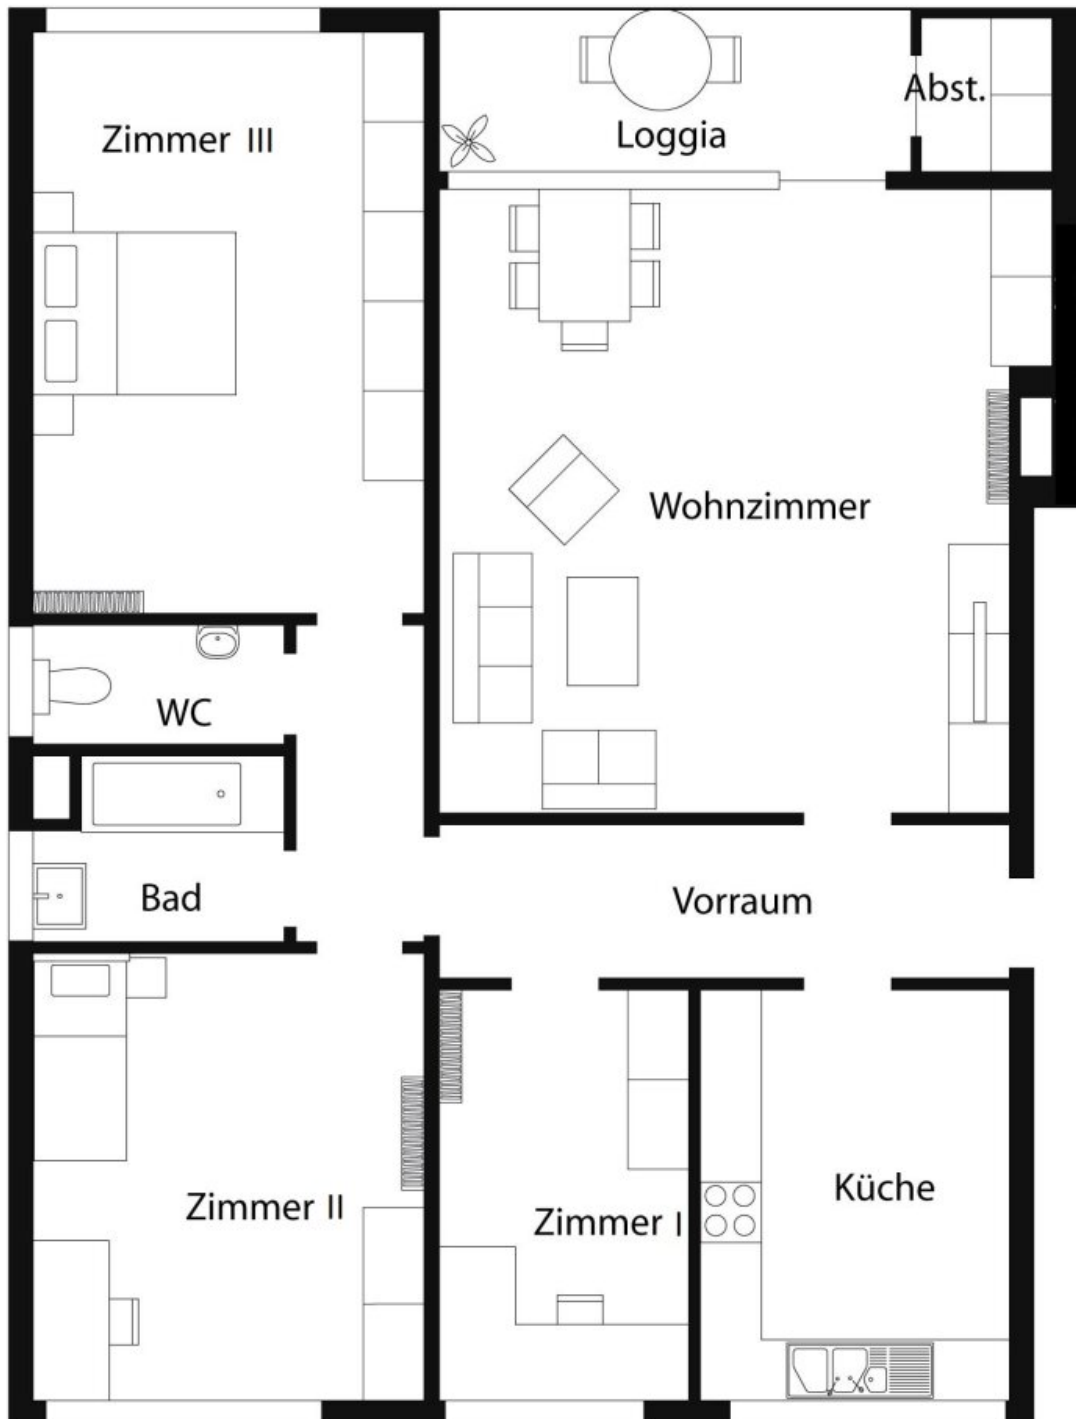 Abst.
Zimmer III
Loggia
Wohnzimmer
WC
Bad
Vorraum
Küche
Zimmer II
Zimmer I